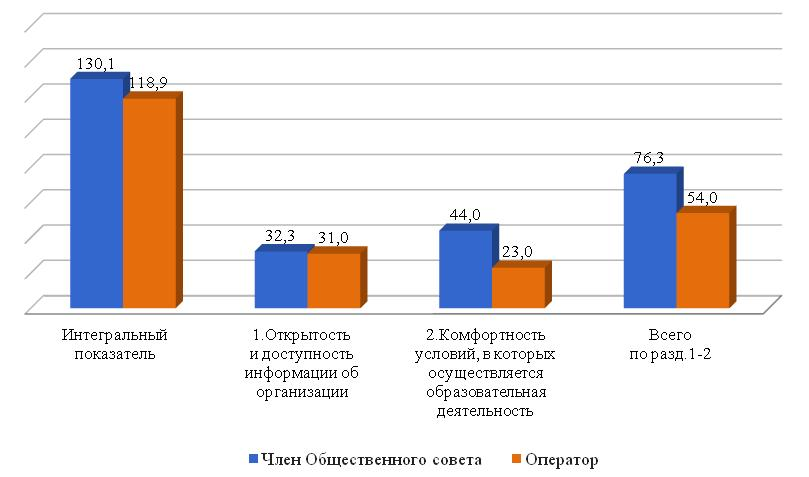 130,1
118,9
32,3
31,0
44,0
23,0
76,3
54,0
Интегральный
показатель
1.Открытость
и доступность
информации об
организации
2.Комфортность
условий, в которых
осуществляется
образовательная
деятельность
Всего
по разд.1-2
Член Общественного совета
Оператор